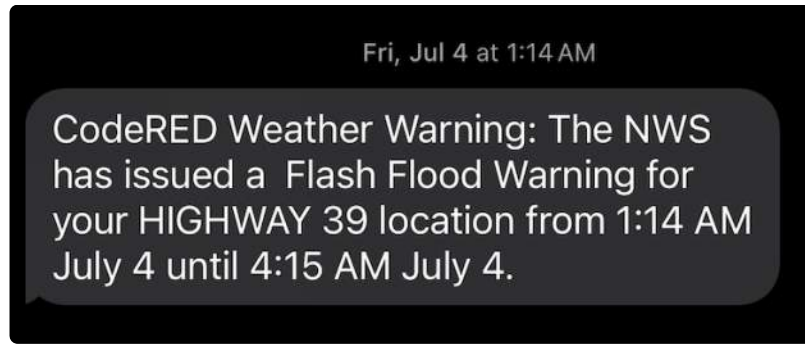 Fri, Jul 4 at 1:14 AM
CodeRED Weather Warning: The NWS
has issued a  Flash Flood Warning for
your HIGHWAY 39 location from 1:14 AM
July 4 until 4:15 AM July 4.